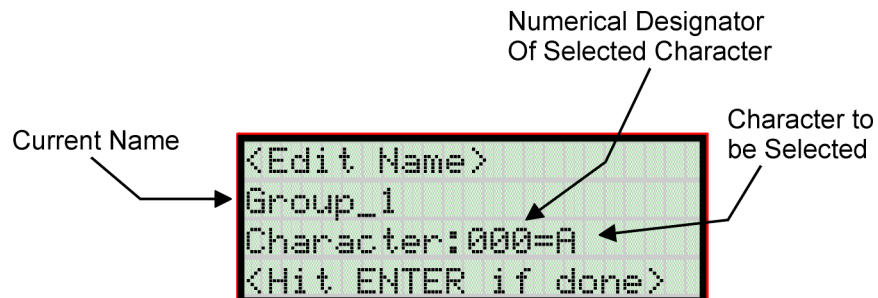 Numerical Designator
Of Selected Character
Current Name
Character to
be Selected
<Edit Name>
Group_1
Character:000=A
<Hit ENTER if done>